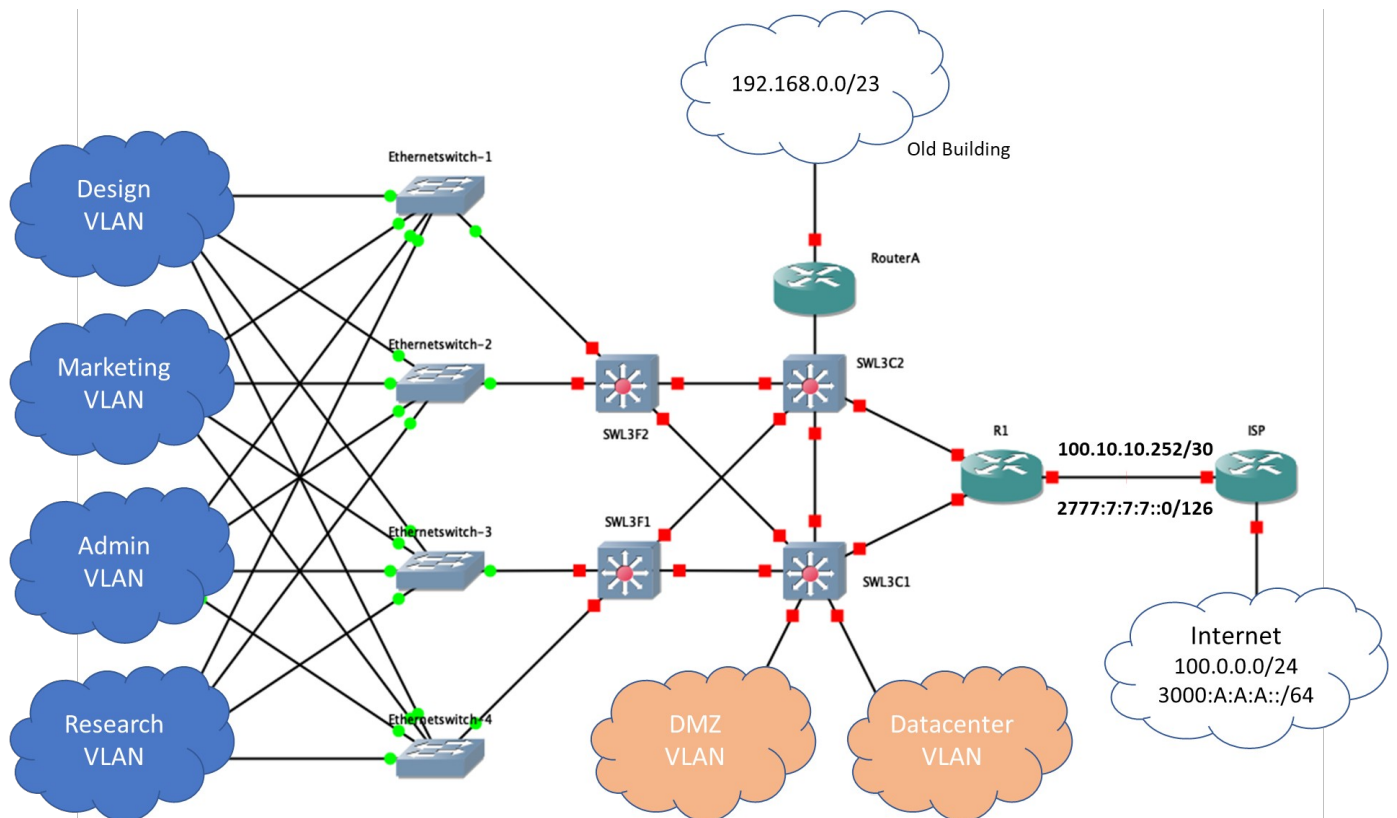 192.168.0.0/23
Old Building
Ethernetswitch-1
Design
VLAN
RouterA
Ethernetswitch-2
Marketing
VLAN
SWL3C2
SWL3F2
R1
100.10.10.252/30
ISP
2777:7:7:7::0/126
SWL3F1
Ethernetswitch-3
Admin
VLAN
SWL3C1
Internet
100.0.0.0/24
3000:A:A:A::/64
Research
VLAN
Ethernetswitch-4
DMZ
VLAN
Datacenter
VLAN